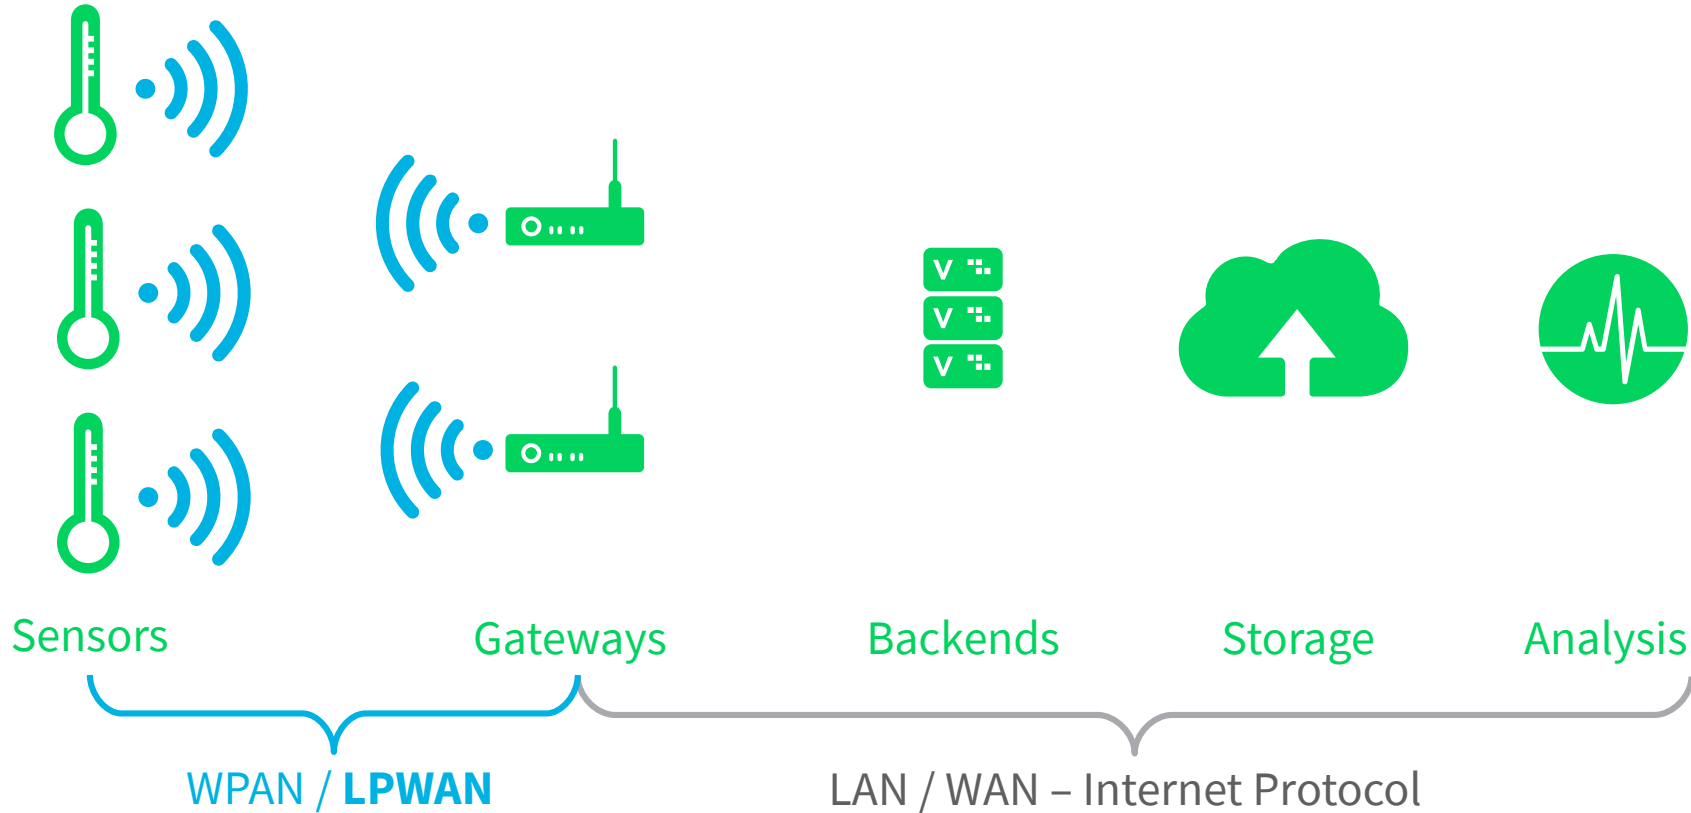 V
V
V
Sensors
Gateways
Backends
Storage
Analysis
WPAN / LPWAN
LAN / WAN – Internet Protocol